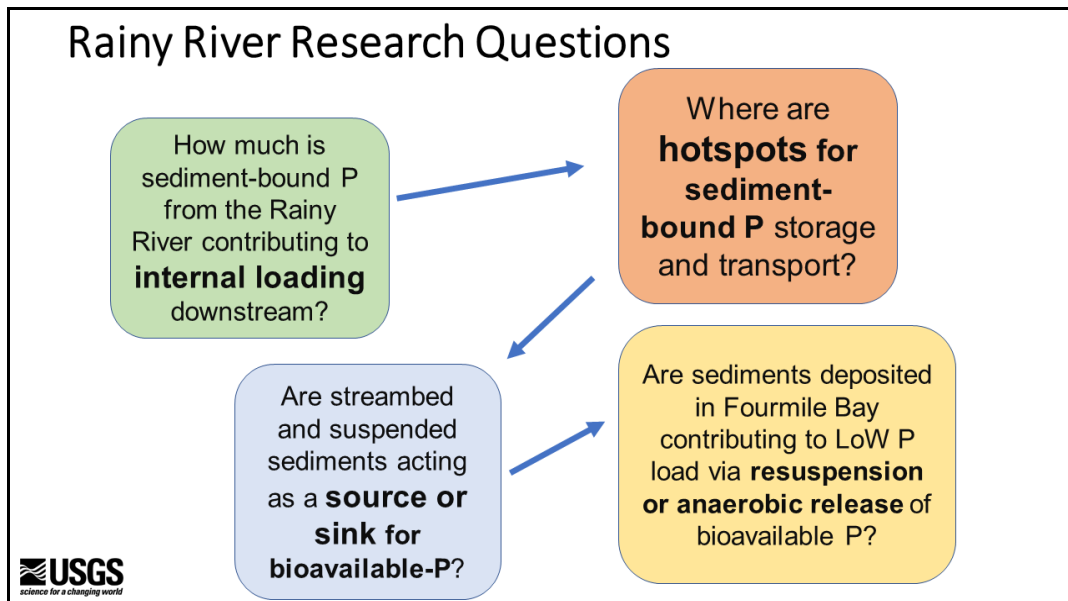 Rainy River Research Questions
How much is
sediment-bound P
from the Rainy
River contributing to
internal loading
downstream?
Where are
hotspots for
sediment-
bound P storage
and transport?
Are streambed
and suspended
sediments acting
as a source or
sink for
bioavailable-P?
Are sediments deposited
in Fourmile Bay
contributing to LoW P
load via resuspension
or anaerobic release of
bioavailable P?
USGS
science for a changing world